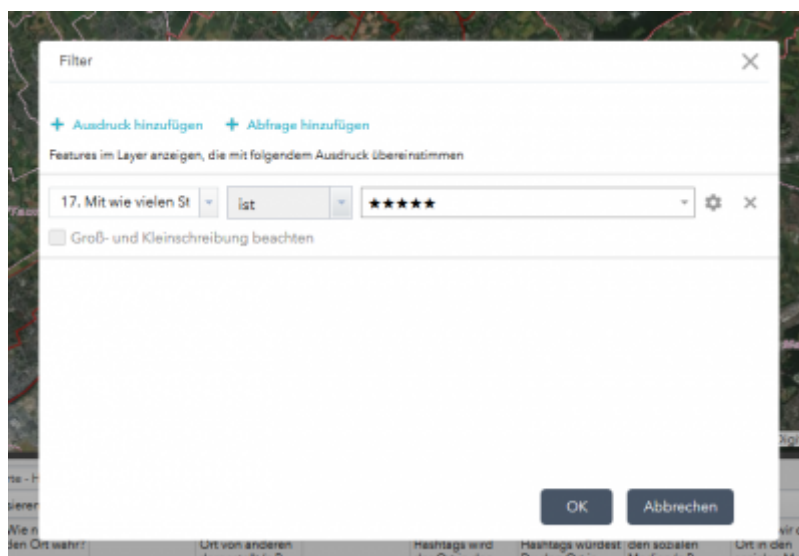 Filter
+ Ausdruck hinzufügen + Abfrage hinzufügen
Features im Layer anzeigen, die mit folgendem Ausdruck übereinstimmen
17. Mit wie vielen St ist ★★★★★
Groß- und Kleinschreibung beachten
OK Abbrechen
den Ort wahr? Ort von anderen Hashtags wird Hashtags würdest den sozialen Ort in den